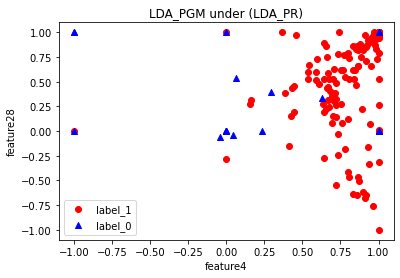 LDA_PGM under (LDA_PR)
1.00
0.75
0.50
0.25
0.00
−0.25
−0.50
−0.75
−1.00
feature28
label_1
label_0
−1.00 −0.75 −0.50 −0.25 0.00 0.25 0.50 0.75 1.00
feature4